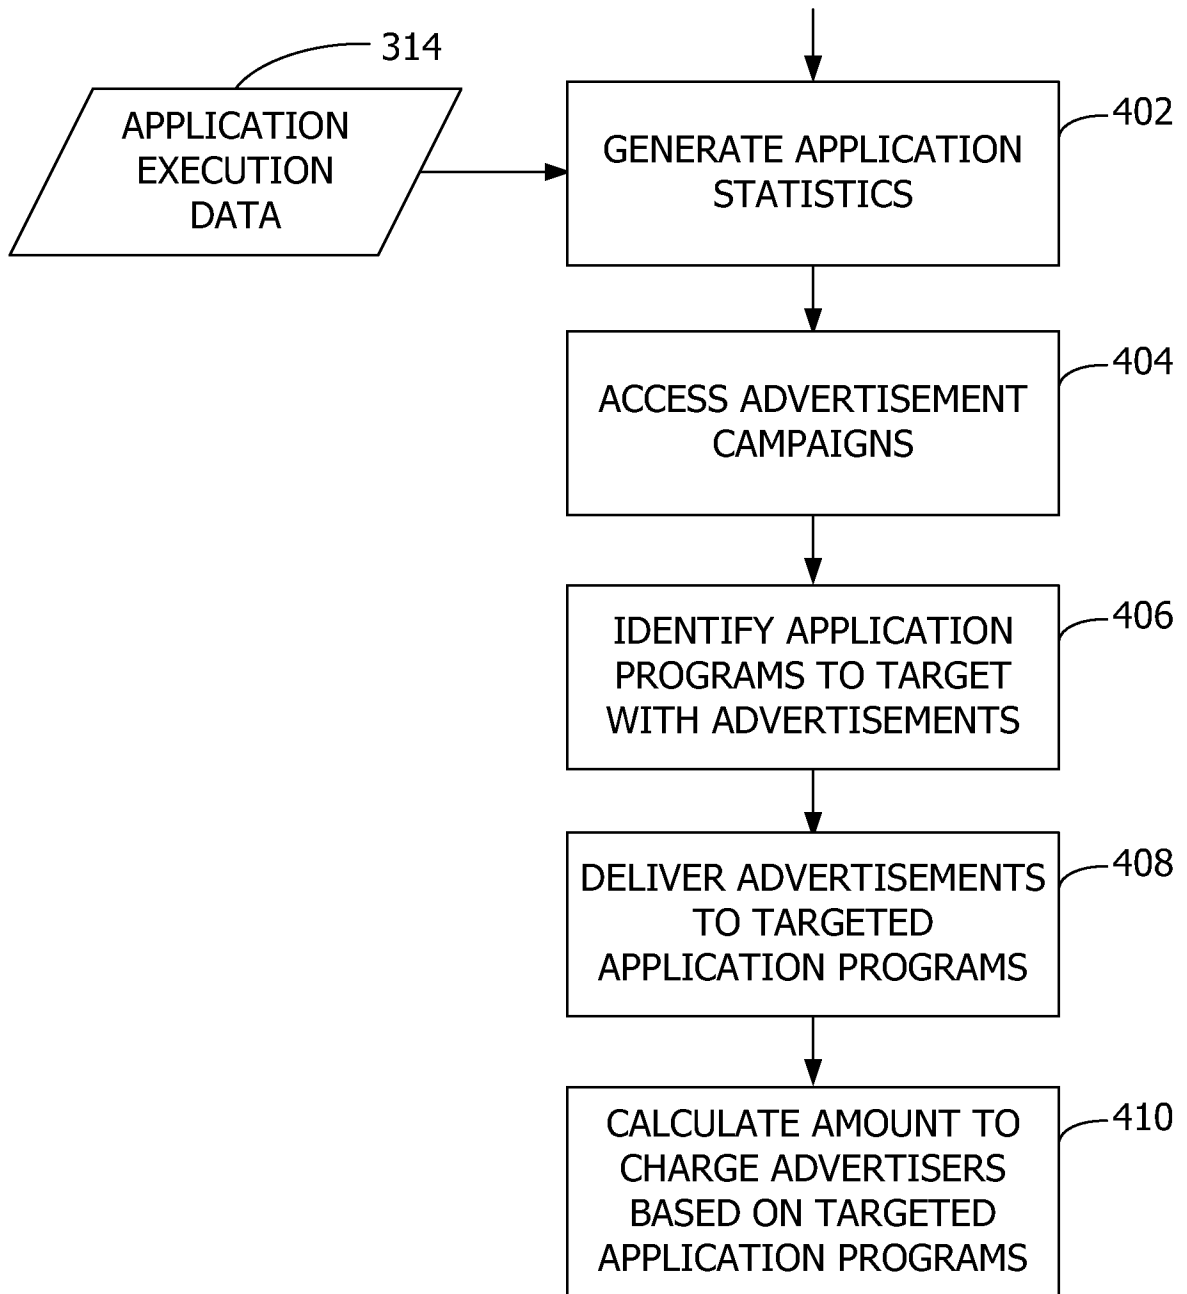 314
APPLICATION
EXECUTION
DATA
402
GENERATE APPLICATION
STATISTICS
404
ACCESS ADVERTISEMENT
CAMPAIGNS
406
IDENTIFY APPLICATION
PROGRAMS TO TARGET
WITH ADVERTISEMENTS
408
DELIVER ADVERTISEMENTS
TO TARGETED
APPLICATION PROGRAMS
410
CALCULATE AMOUNT TO
CHARGE ADVERTISERS
BASED ON TARGETED
APPLICATION PROGRAMS